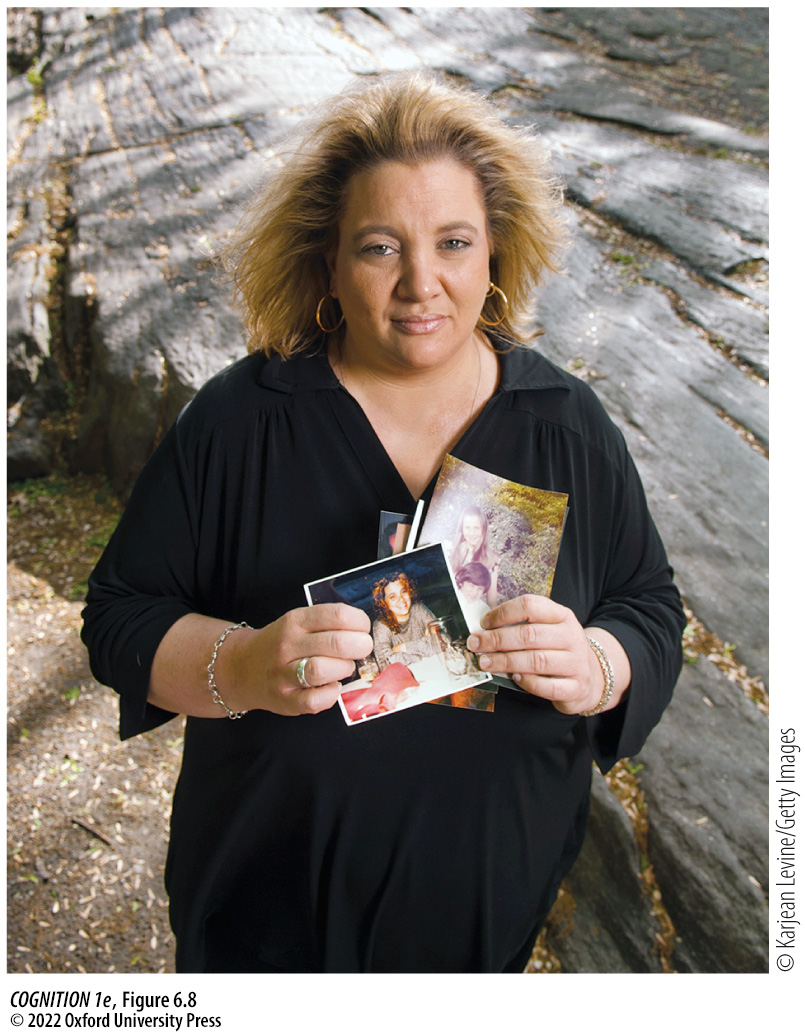 © Karjean Levine/Getty Images
COGNITION 1e, Figure 6.8
© 2022 Oxford University Press